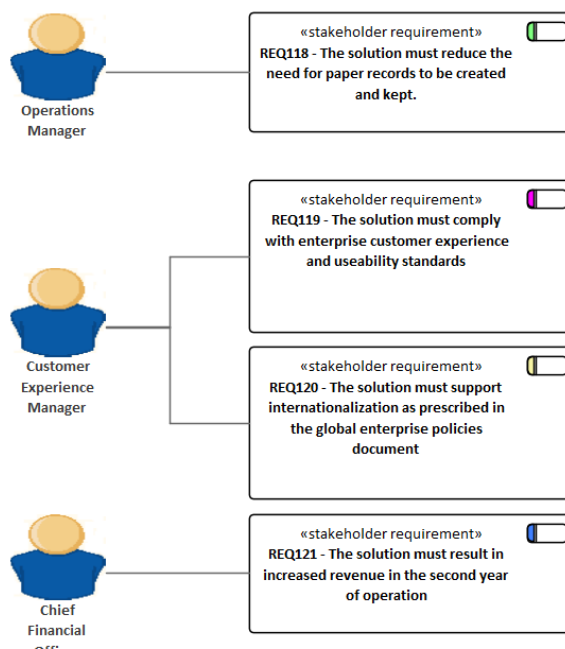 Operations
Manager
«stakeholder requirement»
REQ118 - The solution must reduce the
need for paper records to be created
and kept.
Customer
Experience
Manager
«stakeholder requirement»
REQ119 - The solution must comply
with enterprise customer experience
and useability standards
«stakeholder requirement»
REQ120 - The solution must support
internationalization as prescribed in
the global enterprise policies
document
Chief
Financial
«stakeholder requirement»
REQ121 - The solution must result in
increased revenue in the second year
of operation